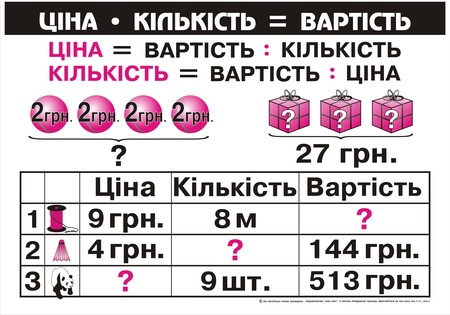 ЦІНА • КІЛЬКІСТЬ = ВАРТІСТЬ
ЦІНА = ВАРТІСТЬ : КІЛЬКІСТЬ
КІЛЬКІСТЬ = ВАРТІСТЬ : ЦІНА
2грн. 2грн. 2грн. 2грн. ? ? ?
? 27 грн.
Ціна Кількість Вартість
1 9 грн. 8 м ?
2 4 грн. ? 144 грн.
3 ? 9 шт. 513 грн.